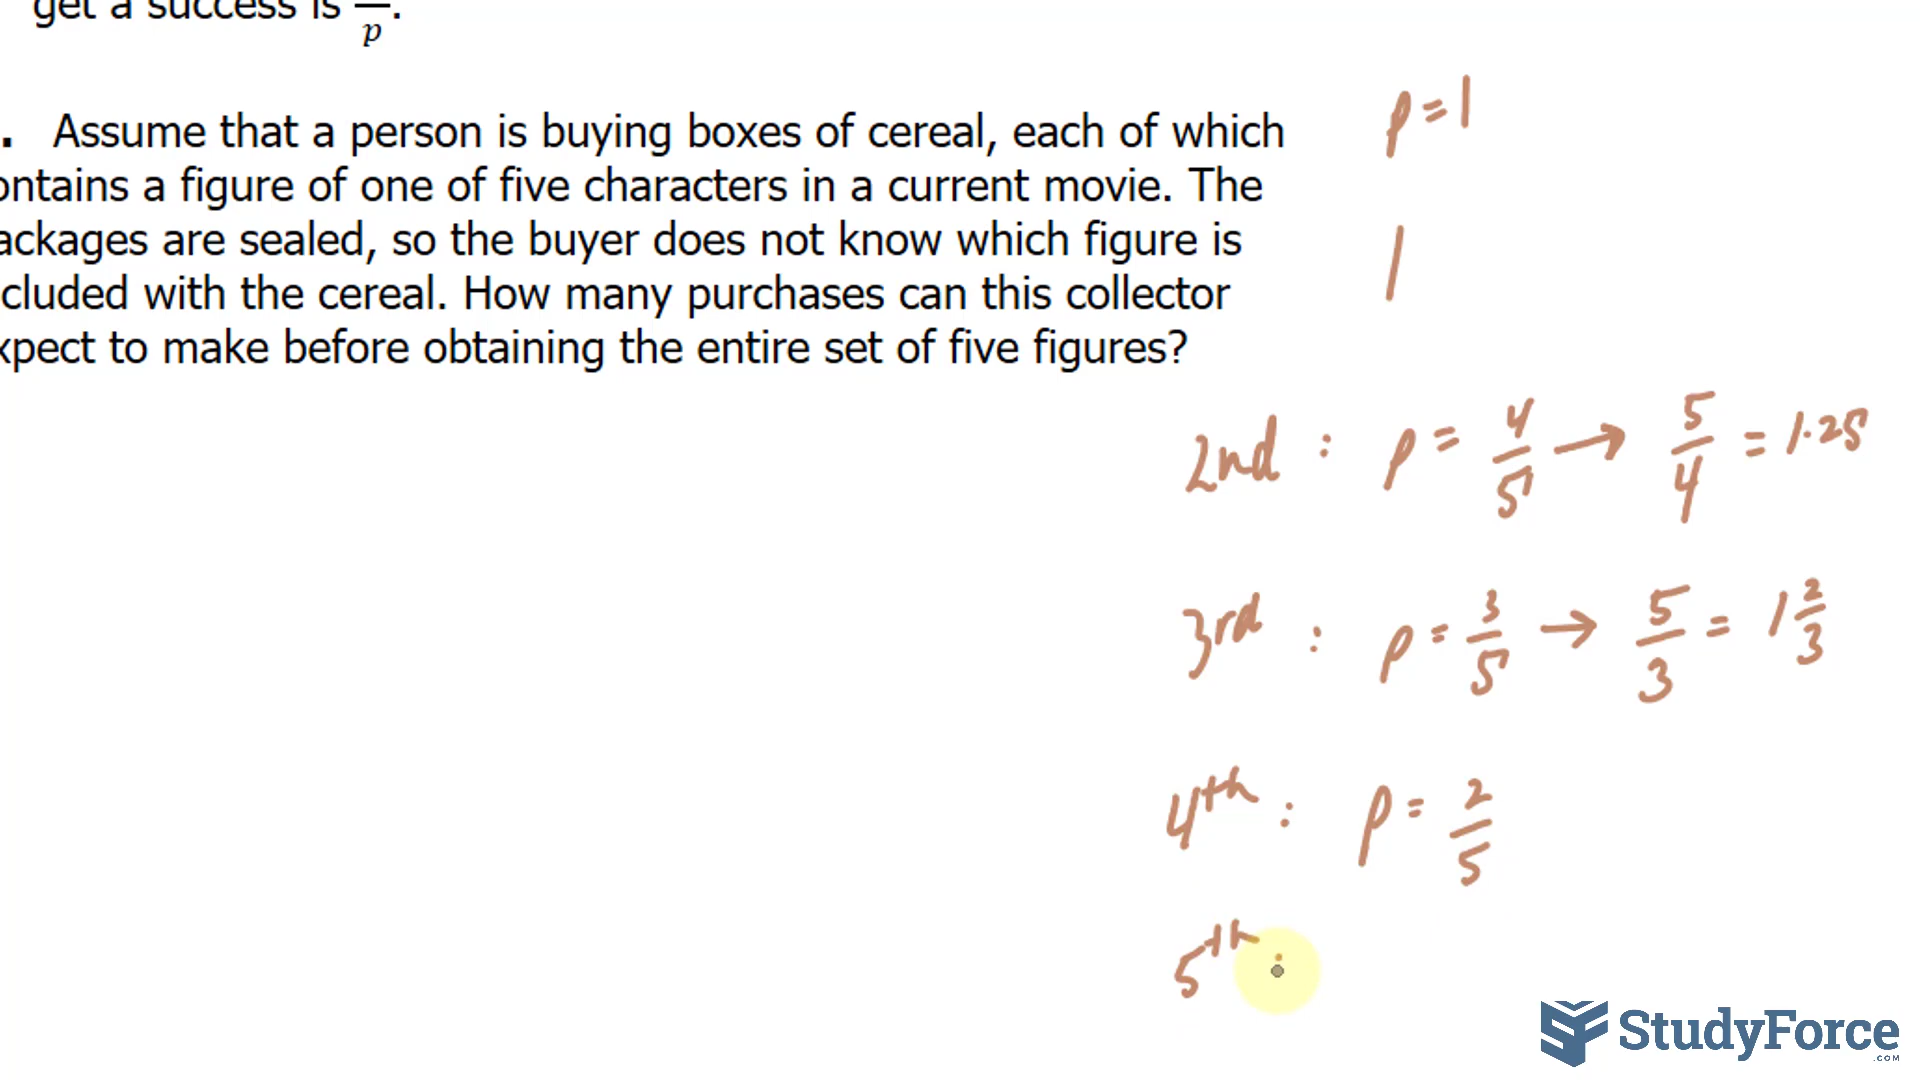 get a success is —/p.
. Assume that a person is buying boxes of cereal, each of which
ontains a figure of one of five characters in a current movie. The
ackages are sealed, so the buyer does not know which figure is
cluded with the cereal. How many purchases can this collector
xpect to make before obtaining the entire set of five figures?
p = 1
1
2nd : p = 4/5 → 5/4 = 1.25
3rd : p = 3/5 → 5/3 = 1 2/3
4th : p = 2/5
5th
StudyForce
.COM